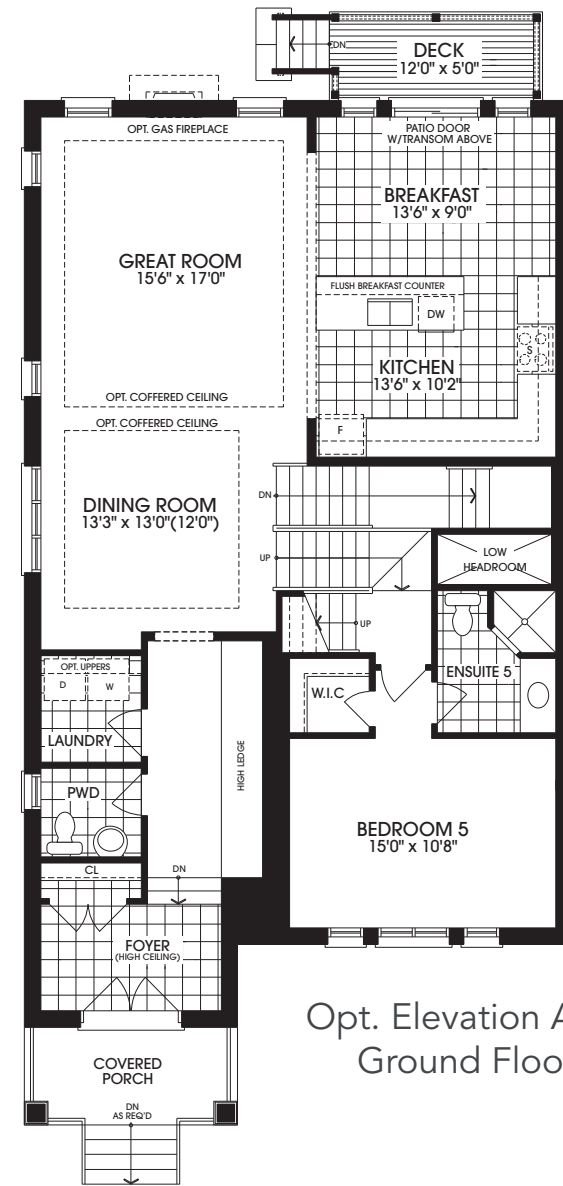 DN
DECK
12'0" x 5'0"
OPT. GAS FIREPLACE
PATIO DOOR
W/TRANSOM ABOVE
BREAKFAST
13'6" x 9'0"
GREAT ROOM
15'6" x 17'0"
FLUSH BREAKFAST COUNTER
DW
S
KITCHEN
13'6" x 10'2"
OPT. COFFERED CEILING
OPT. COFFERED CEILING
F
DINING ROOM
13'3" x 13'0"(12'0")
DN
UP
LOW
HEADROOM
UP
OPT. UPPERS
D
W
W.I.C
ENSUITE 5
LAUNDRY
HIGH LEDGE
PWD
BEDROOM 5
15'0" x 10'8"
CL
DN
FOYER
(HIGH CEILING)
Opt. Elevation A
Ground Floo
COVERED
PORCH
DN
AS REQ'D